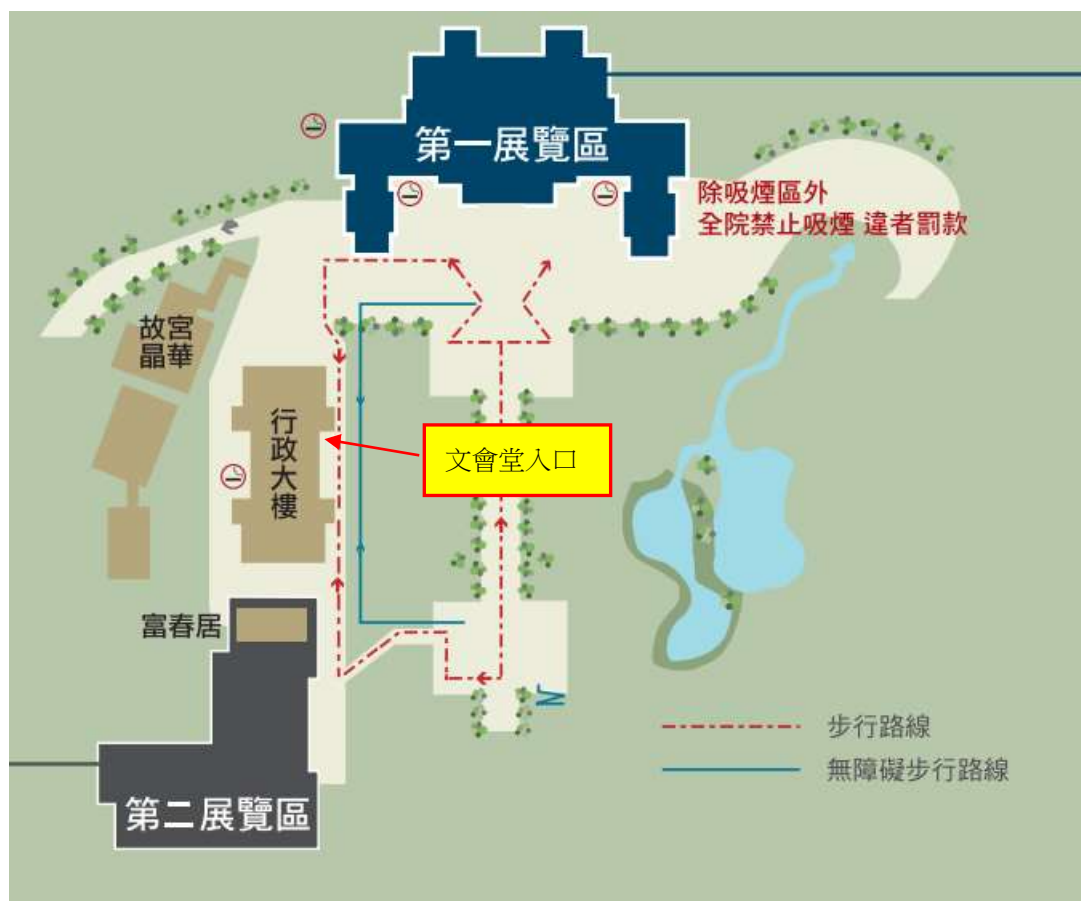 第一展覽區
除吸煙區外
全院禁止吸煙 違者罰款
故宮
晶華
行政大樓
文會堂入口
富春居
N
步行路線
無障礙步行路線
第二展覽區